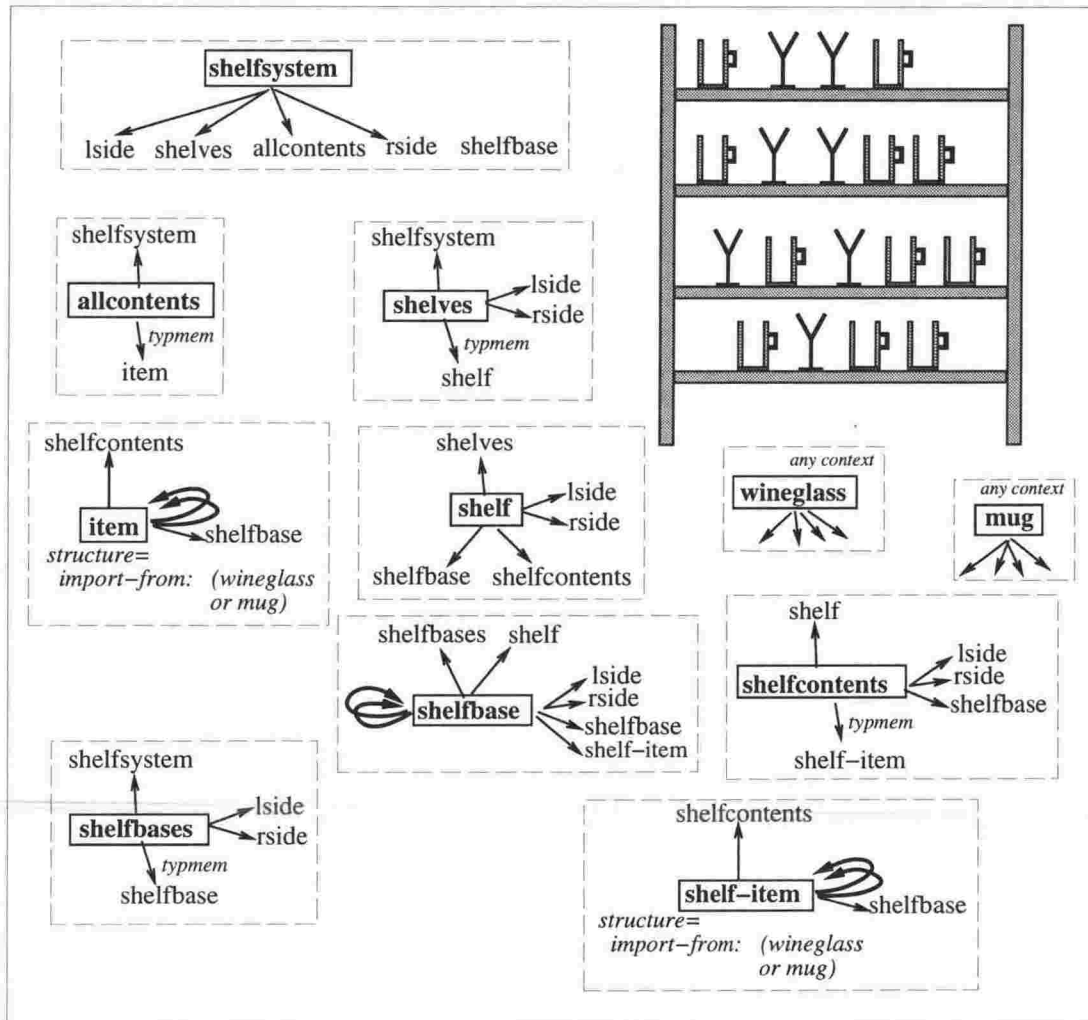 shelfsystem
lside shelves allcontents rside shelfbase
shelfsystem
allcontents
typmem
item
shelfsystem
shelves
lside
rside
typmem
shelf
shelfcontents
item
shelfbase
structure=
import-from: (wineglass
or mug)
shelves
shelf
lside
rside
shelfbase shelfcontents
any context
wineglass
any context
mug
shelfbases shelf
shelfbase
lside
rside
shelfbase
shelf-item
shelf
shelfcontents
lside
rside
shelfbase
typmem
shelf-item
shelfsystem
shelfbases
lside
rside
typmem
shelfbase
shelfcontents
shelf-item
shelfbase
structure=
import-from: (wineglass
or mug)